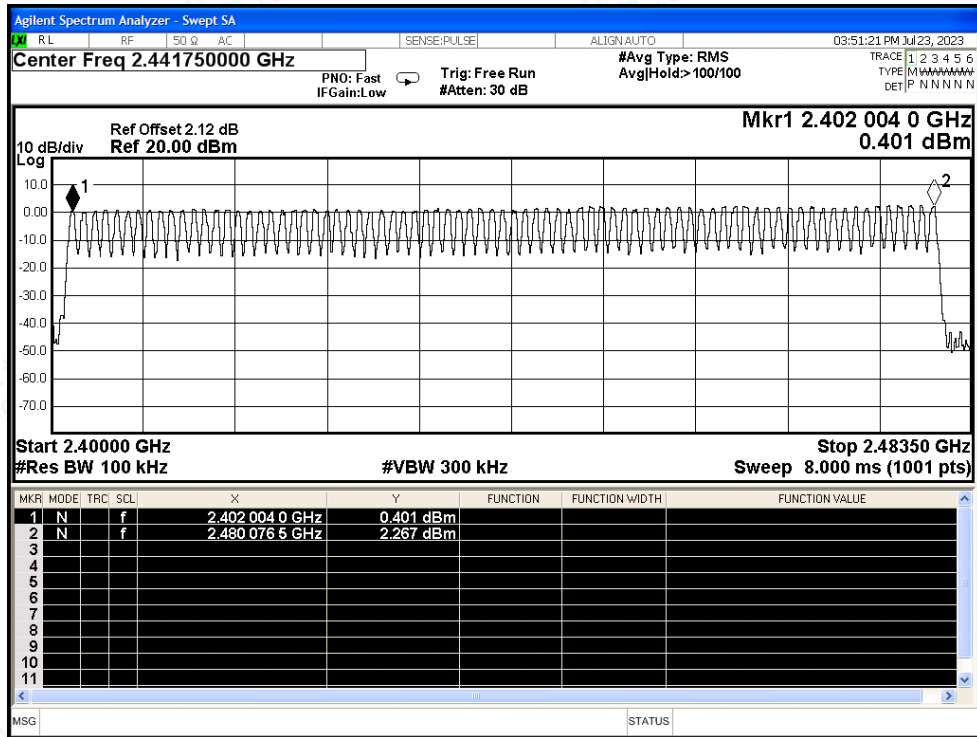 Agilent Spectrum Analyzer - Swept SA
LXI RL RF 50 Ω AC SENSE:PULSE ALIGN AUTO 03:51:21 PM Jul 23, 2023
Center Freq 2.441750000 GHz
PNO: Fast
IFGain:Low
Trig: Free Run
#Atten: 30 dB
#Avg Type: RMS
Avg|Hold:>100/100
TRACE 1 2 3 4 5 6
TYPE M
DET P N N N N N
Ref Offset 2.12 dB
10 dB/div Ref 20.00 dBm
Log
Mkr1 2.402 004 0 GHz
0.401 dBm
10.0
0.00
-10.0
-20.0
-30.0
-40.0
-50.0
-60.0
-70.0
1
2
Start 2.40000 GHz Stop 2.48350 GHz
#Res BW 100 kHz #VBW 300 kHz Sweep 8.000 ms (1001 pts)
MKR MODE TRC SCL X Y FUNCTION FUNCTION WIDTH FUNCTION VALUE
1 N f 2.402 004 0 GHz 0.401 dBm
2 N f 2.480 076 5 GHz 2.267 dBm
3
4
5
6
7
8
9
10
11
MSG STATUS